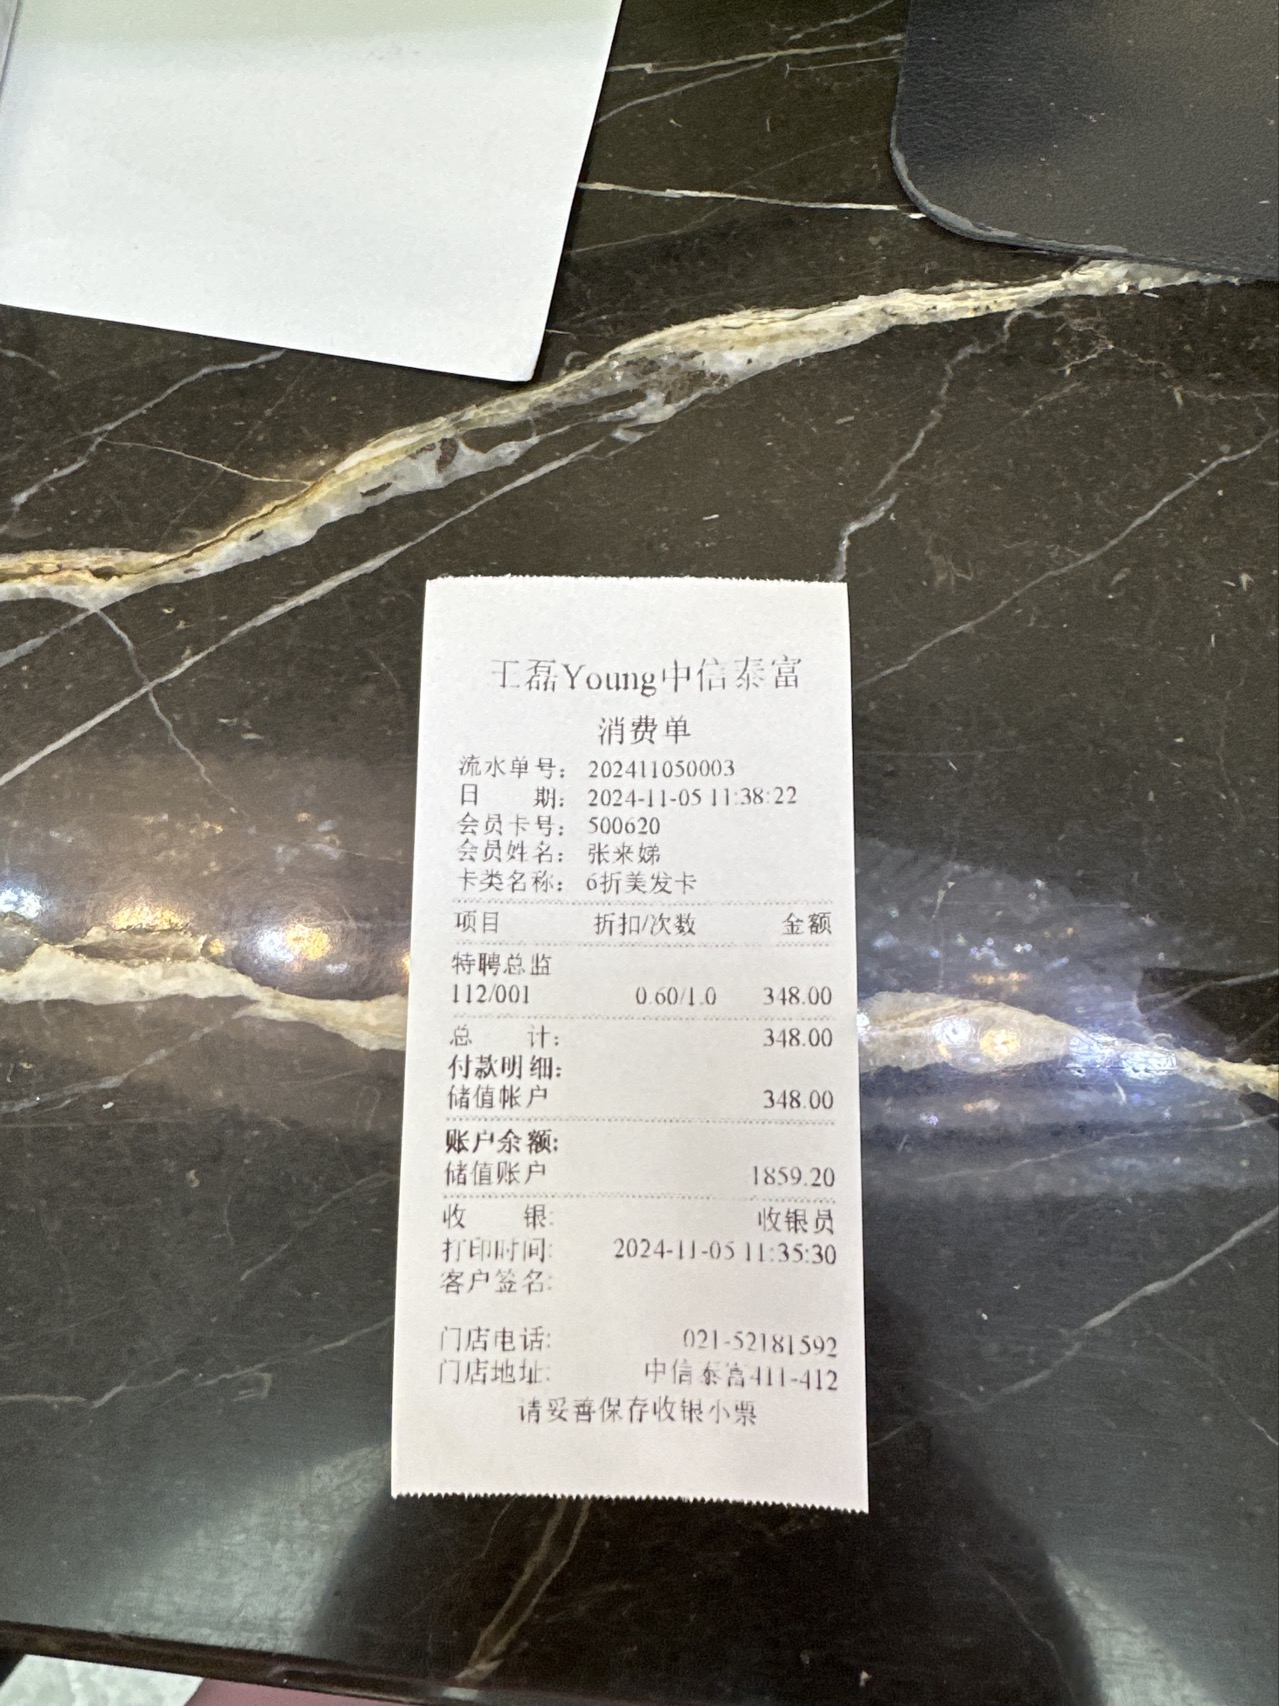 王磊Young中信泰富
消费单
流水单号： 202411050003
日 期： 2024-11-05 11:38:22
会员卡号： 500620
会员姓名： 张来娣
卡类名称： 6折美发卡
项目 折扣/次数 金额
特聘总监
112/001 0.60/1.0 348.00
总 计： 348.00
付款明细：
储值帐户 348.00
账户余额：
储值账户 1859.20
收 银: 收银员
打印时间: 2024-11-05 11:35:30
客户签名:
门店电话: 021-52181592
门店地址: 中信泰富411-412
请妥善保存收银小票